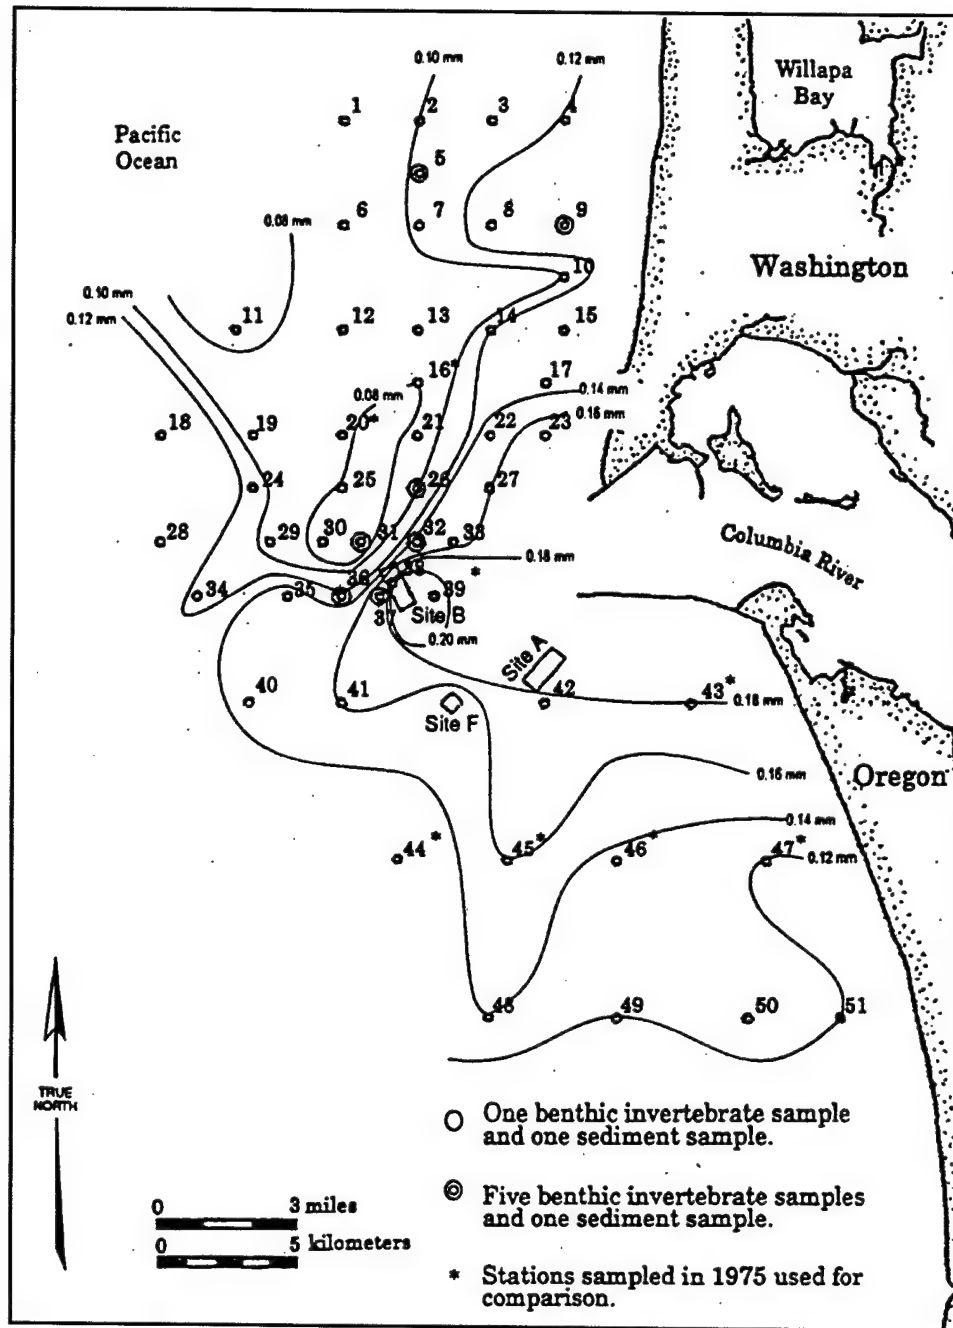 0.10 mm
0.12 mm
Willapa
Bay
1
2
3
4
Pacific
Ocean
5
6
7
8
9
0.08 mm
10
Washington
0.10 mm
0.12 mm
11
12
13
14
15
16*
17
0.08 mm
0.14 mm
0.16 mm
18
19
20*
21
22
23
24
25
26
27
28
29
30
31
32
33
Columbia River
0.18 mm
34
35
36
37
38
39
*
Site B
0.20 mm
Site A
40
41
42
43*
0.18 mm
Site F
0.16 mm
Oregon
0.14 mm
44*
45*
46*
47*
0.12 mm
48
49
50
51
TRUE
NORTH
One benthic invertebrate sample
and one sediment sample.
Five benthic invertebrate samples
and one sediment sample.
0 3 miles
0 5 kilometers
* Stations sampled in 1975 used for
comparison.